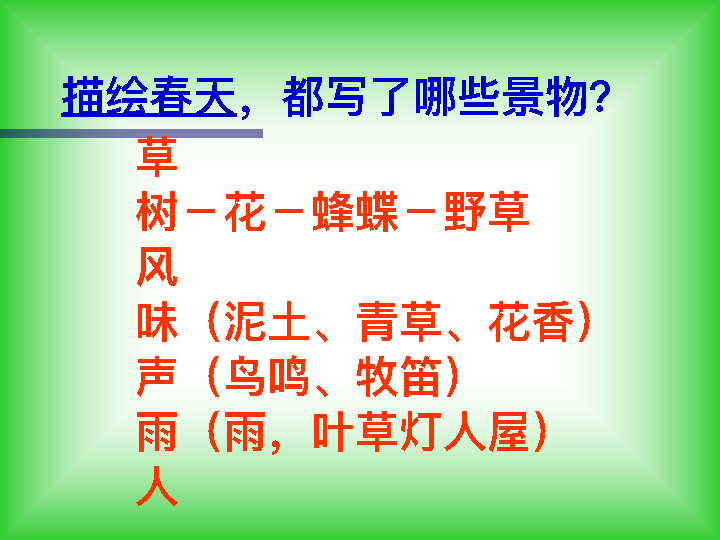 描绘春天，都写了哪些景物？
草
树－花－蜂蝶－野草
风
味（泥土、青草、花香）
声（鸟鸣、牧笛）
雨（雨，叶草灯人屋）
人